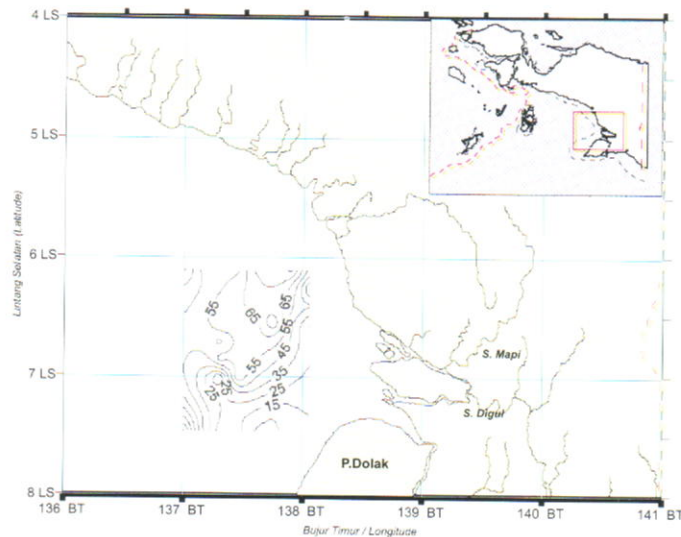 4 LS
5 LS
6 LS
7 LS
8 LS
Lintang Selatan (Latitude)
55
65
65
55
45
55
35
25
25
25
15
S. Mapi
S. Digul
P.Dolak
136 BT
137 BT
138 BT
139 BT
140 BT
141 BT
Bujur Timur / Longitude